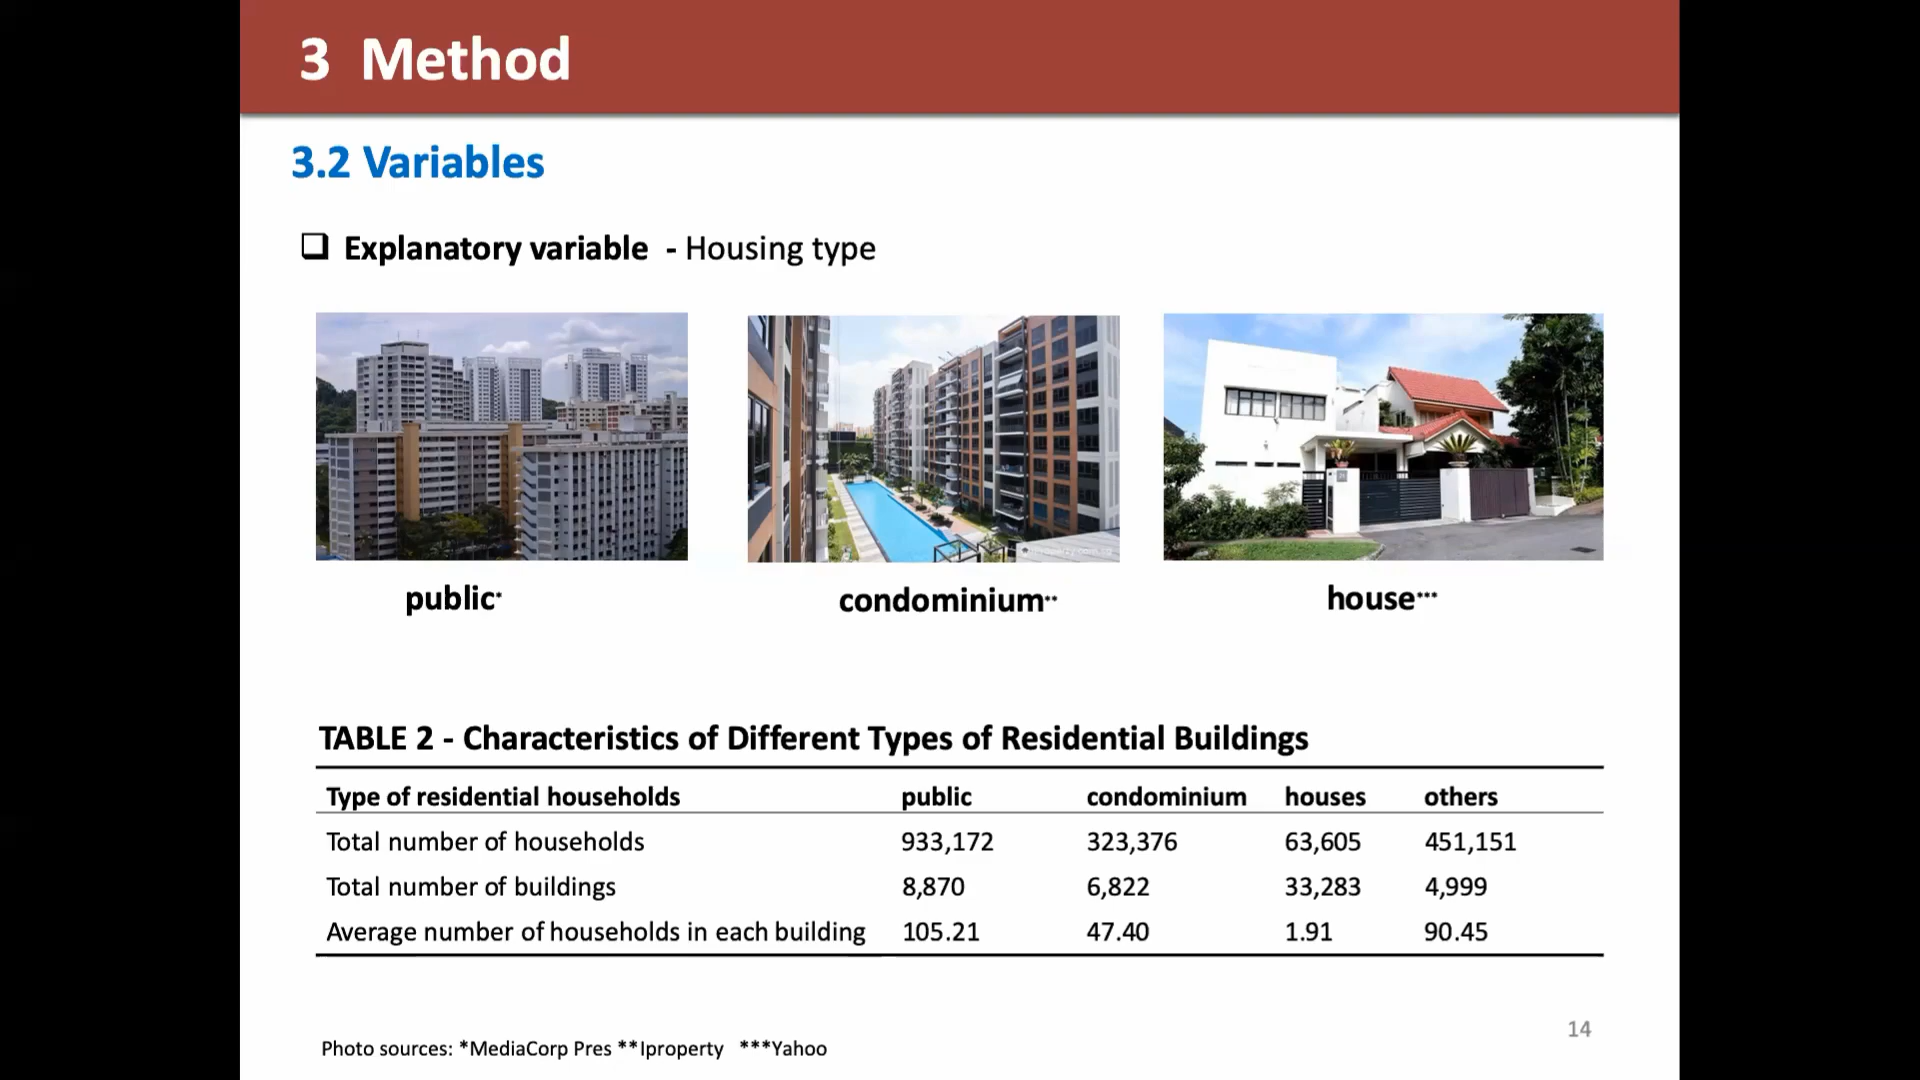 3 Method
3.2 Variables
❑ Explanatory variable - Housing type
public*
condominium**
house***
TABLE 2 - Characteristics of Different Types of Residential Buildings
Type of residential households public condominium houses others
Total number of households 933,172 323,376 63,605 451,151
Total number of buildings 8,870 6,822 33,283 4,999
Average number of households in each building 105.21 47.40 1.91 90.45
14
Photo sources: *MediaCorp Pres **Iproperty ***Yahoo